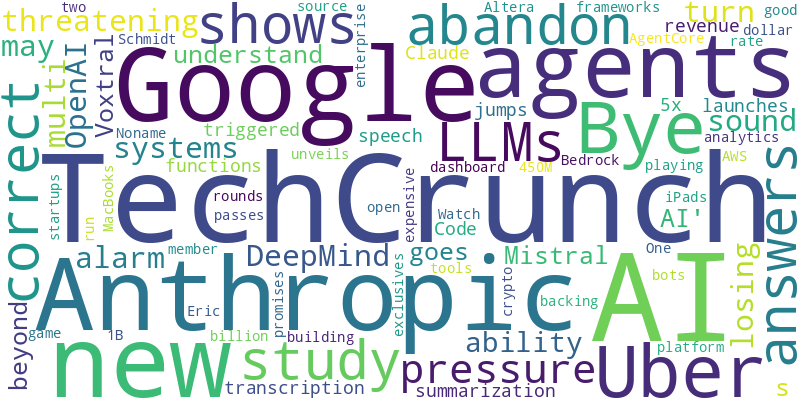 threatening
shows
source
two
Altera
frameworks
good
turn
abandon
may
Schmidt
enterprise
revenue
dollar
AgentCore
rate
Google
agents
understand
Claude
OpenAI
Voxtral
multi
correct
Noname
triggered
speech
jumps
5x
launches
Bye
sound
analytics
systems
functions
unveils
LLMs
dashboard
450M
Bedrock
playing
AWS
TechCrunch
startups
run
MacBooks
rounds
passes
open
expensive
Watch
Code
iPads
AI'
answers
alarm
member
DeepMind
goes
Mistral
One
tools
bots
losing
Anthropic
AI
Eric
promises
exclusives
crypto
backing
platform
beyond
game
1B
billion
building
ability
new
study
pressure
Uber
transcription
summarization
s